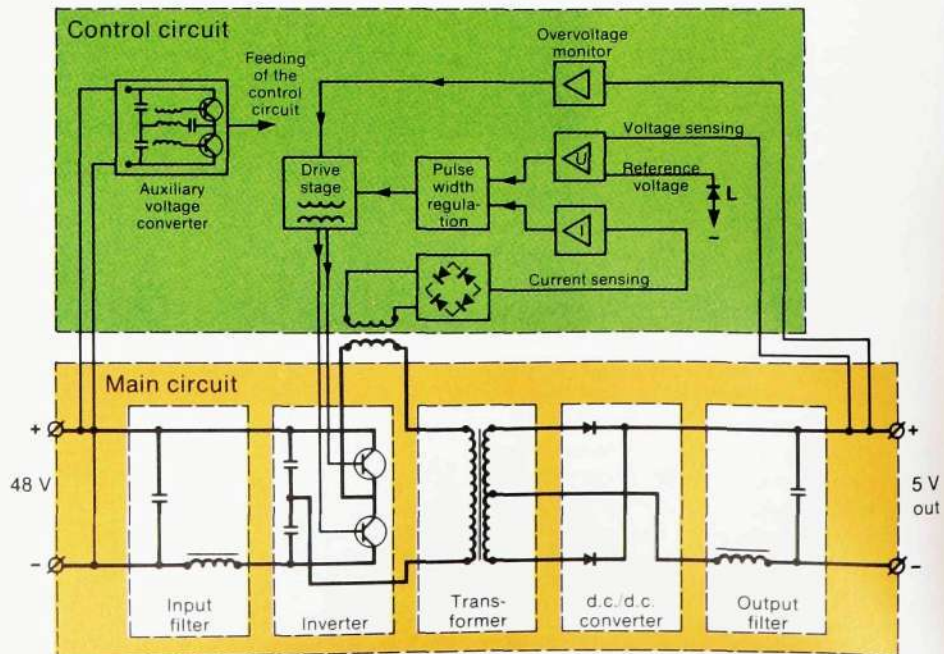 Control circuit
Overvoltage
monitor
Feeding
of the
control
circuit
Voltage sensing
U
Reference
voltage
L
Drive
stage
Pulse
width
regula-
tion
Auxiliary
voltage
converter
I
Current sensing
Main circuit
+
+
48 V
5 V
out
−
−
Input
filter
Inverter
Trans-
former
d.c./d.c.
converter
Output
filter